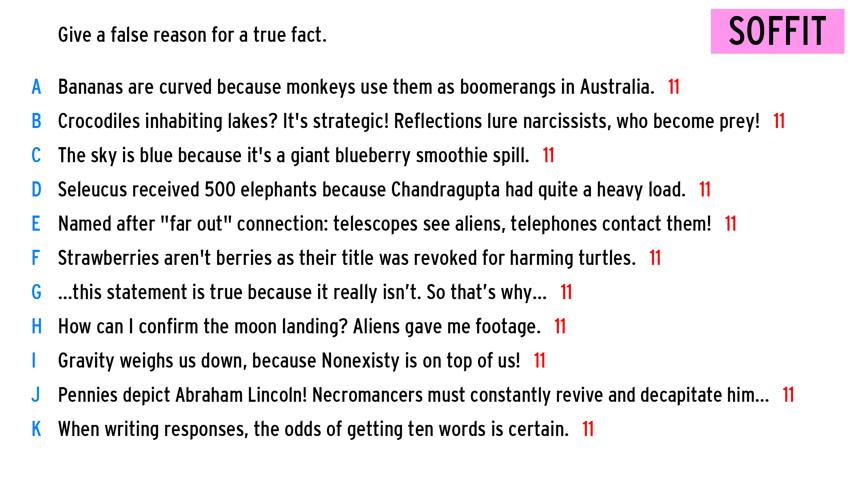 Give a false reason for a true fact.
SOFFIT
A Bananas are curved because monkeys use them as boomerangs in Australia. 11
B Crocodiles inhabiting lakes? It's strategic! Reflections lure narcissists, who become prey! 11
C The sky is blue because it's a giant blueberry smoothie spill. 11
D Seleucus received 500 elephants because Chandragupta had quite a heavy load. 11
E Named after "far out" connection: telescopes see aliens, telephones contact them! 11
F Strawberries aren't berries as their title was revoked for harming turtles. 11
G ...this statement is true because it really isn’t. So that’s why... 11
H How can I confirm the moon landing? Aliens gave me footage. 11
I Gravity weighs us down, because Nonexisty is on top of us! 11
J Pennies depict Abraham Lincoln! Necromancers must constantly revive and decapitate him... 11
K When writing responses, the odds of getting ten words is certain. 11